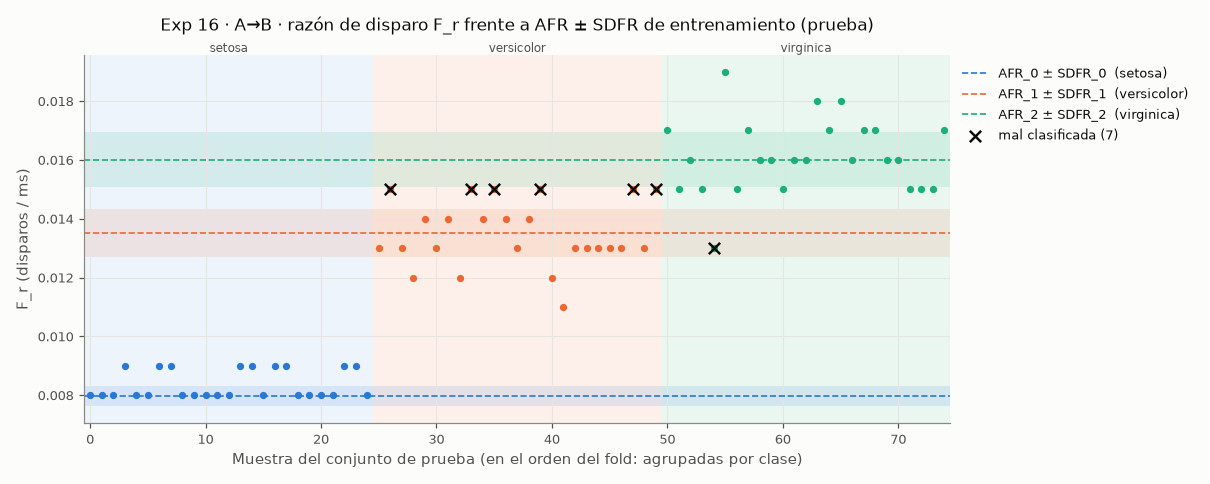 Exp 16 · A→B · razón de disparo F_r frente a AFR ± SDFR de entrenamiento (prueba)
setosa
versicolor
virginica
AFR_0 ± SDFR_0 (setosa)
AFR_1 ± SDFR_1 (versicolor)
AFR_2 ± SDFR_2 (virginica)
mal clasificada (7)
F_r (disparos / ms)
0.018
0.016
0.014
0.012
0.010
0.008
0
10
20
30
40
50
60
70
Muestra del conjunto de prueba (en el orden del fold: agrupadas por clase)